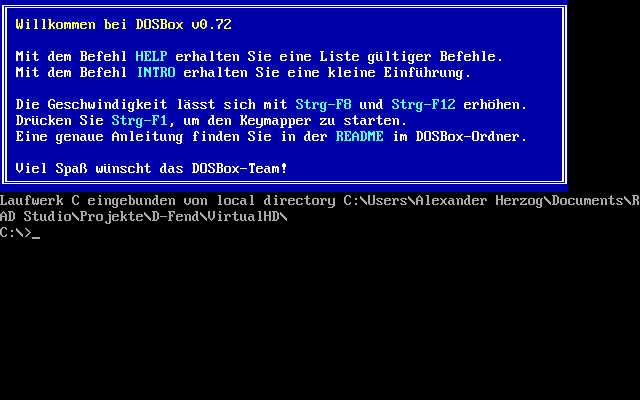 Willkommen bei DOSBox v0.72
Mit dem Befehl HELP erhalten Sie eine Liste gültiger Befehle.
Mit dem Befehl INTRO erhalten Sie eine kleine Einführung.
Die Geschwindigkeit lässt sich mit Strg-F8 und Strg-F12 erhöhen.
Drücken Sie Strg-F1, um den Keymapper zu starten.
Eine genaue Anleitung finden Sie in der README im DOSBox-Ordner.
Viel Spaß wünscht das DOSBox-Team!
Laufwerk C eingebunden von local directory C:\Users\Alexander Herzog\Documents\R
AD Studio\Projekte\D-Fend\VirtualHD\
C:\>_